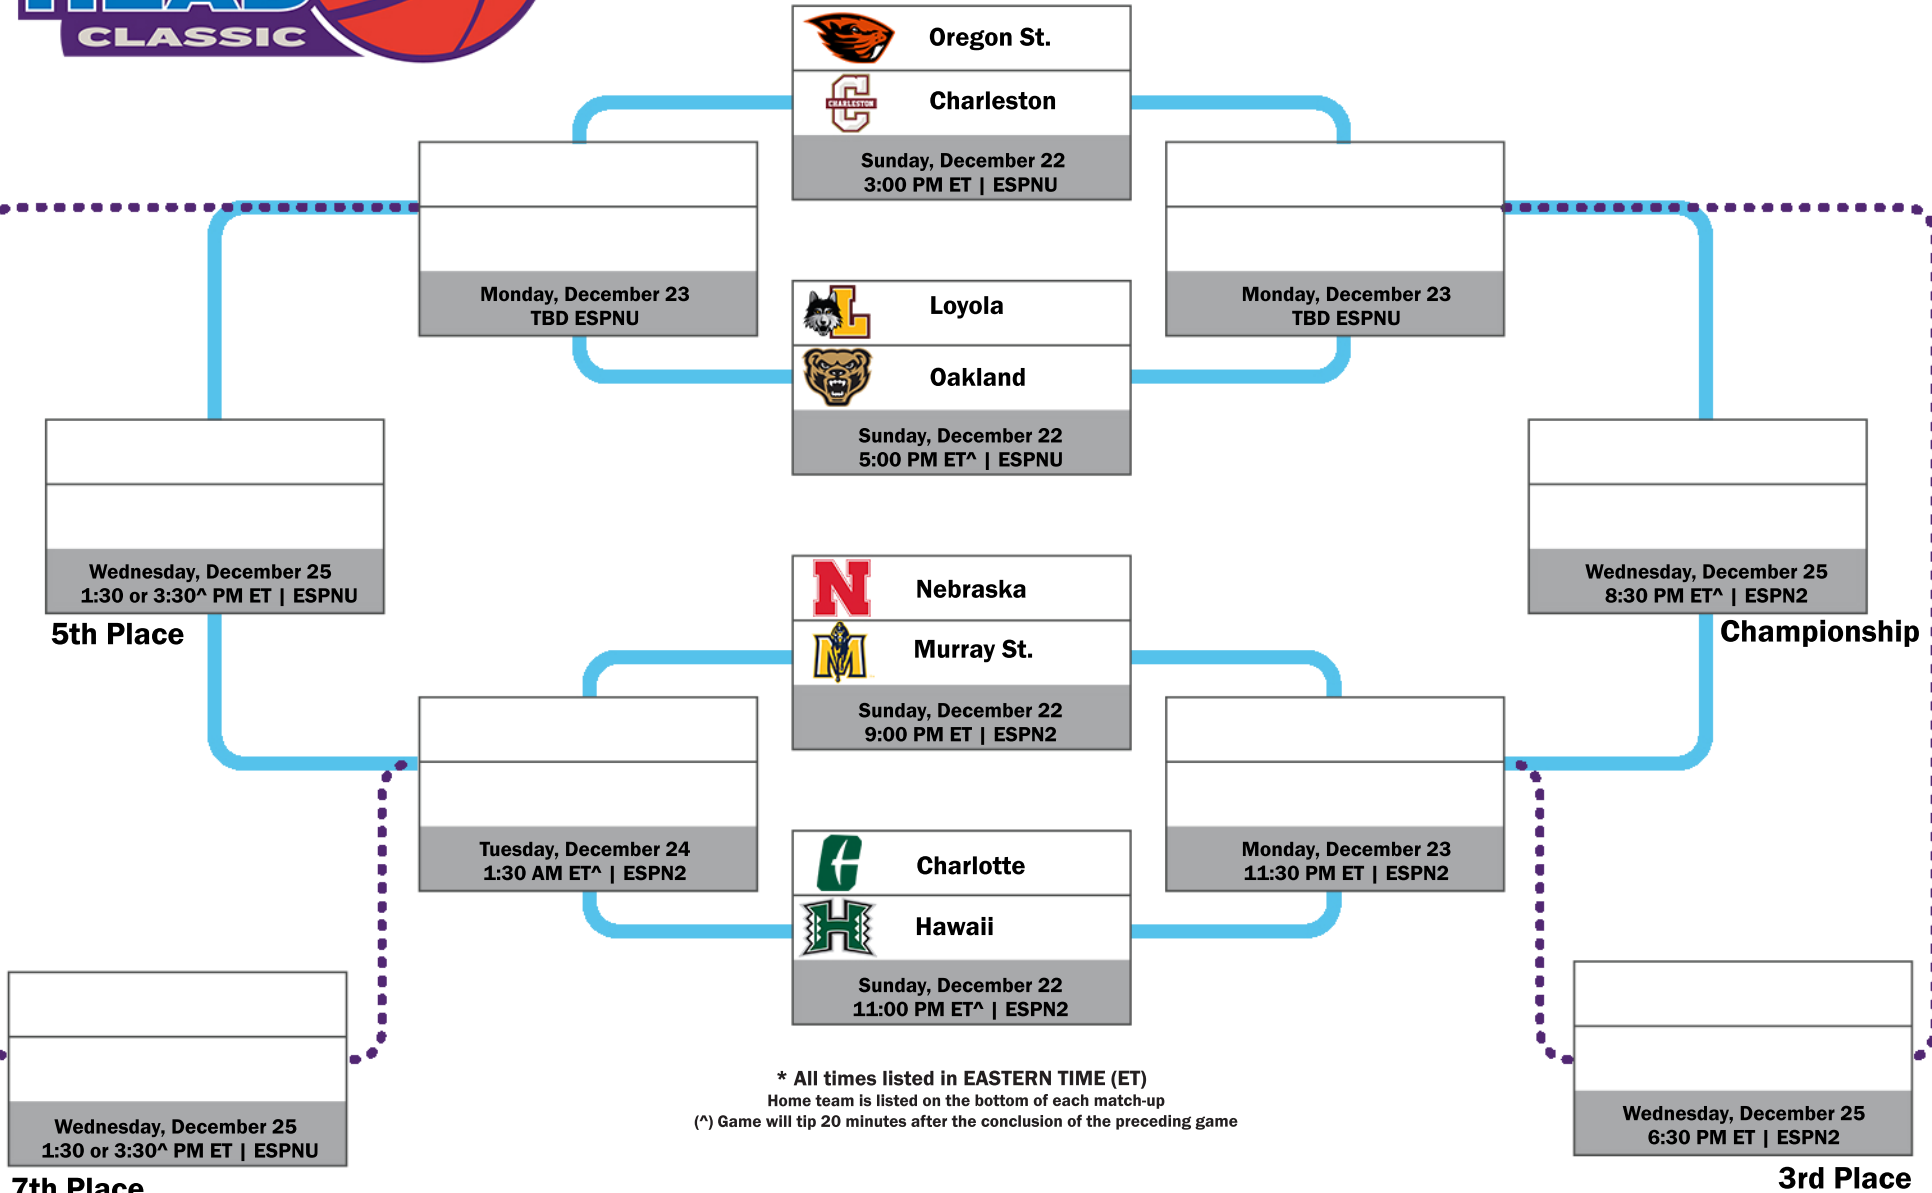 HEAD
CLASSIC
Oregon St.
CHARLESTON
Charleston
Sunday, December 22
3:00 PM ET | ESPNU
Monday, December 23
TBD ESPNU
Monday, December 23
TBD ESPNU
Loyola
Oakland
Sunday, December 22
5:00 PM ET^ | ESPNU
Wednesday, December 25
1:30 or 3:30^ PM ET | ESPNU
5th Place
Wednesday, December 25
8:30 PM ET^ | ESPN2
Championship
Nebraska
Murray St.
Sunday, December 22
9:00 PM ET | ESPN2
Tuesday, December 24
1:30 AM ET^ | ESPN2
Monday, December 23
11:30 PM ET | ESPN2
Charlotte
Hawaii
Sunday, December 22
11:00 PM ET^ | ESPN2
* All times listed in EASTERN TIME (ET)
Home team is listed on the bottom of each match-up
(^) Game will tip 20 minutes after the conclusion of the preceding game
Wednesday, December 25
1:30 or 3:30^ PM ET | ESPNU
7th Place
Wednesday, December 25
6:30 PM ET | ESPN2
3rd Place